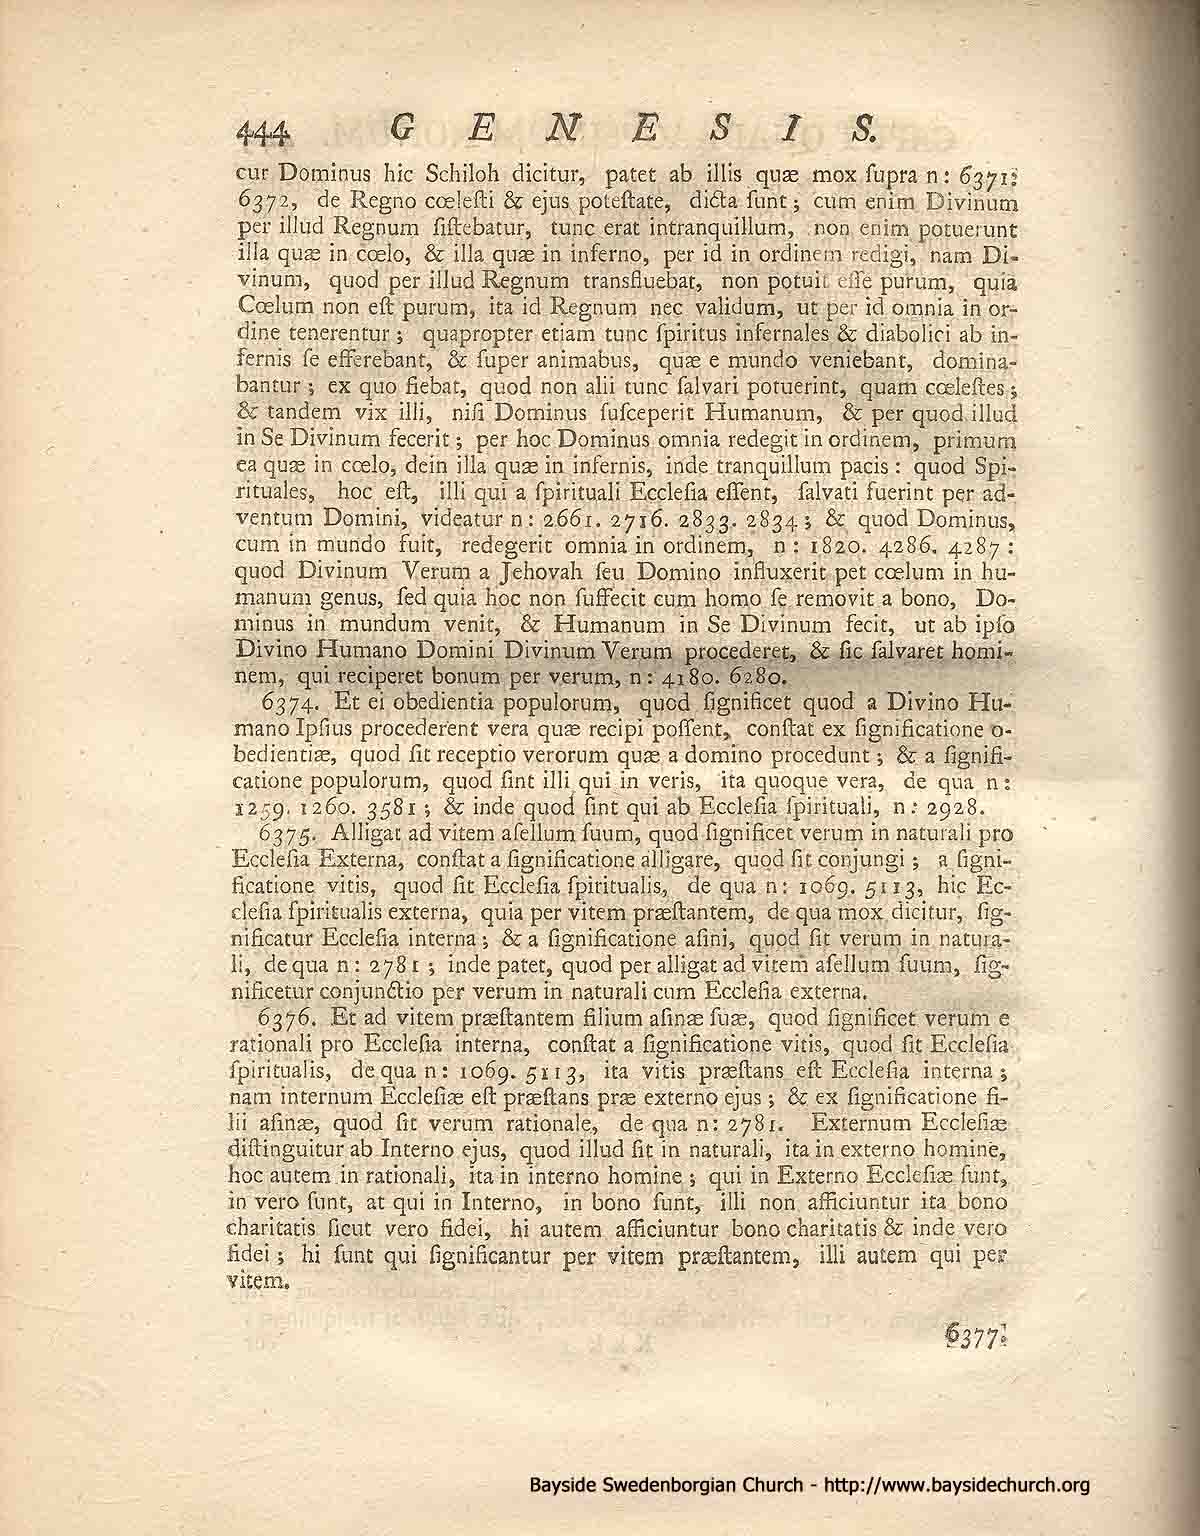 444 G E N E S I S.
cur Dominus hic Schiloh dicitur, patet ab illis quæ mox ſupra n: 6371:
6372, de Regno cœleſti & ejus poteſtate, dicta ſunt; cum enim Divinum
per illud Regnum ſiſtebatur, tunc erat intranquillum, non enim potuerunt
illa quæ in cœlo, & illa quæ in inferno, per id in ordinem redigi, nam Di-
vinum, quod per illud Regnum transfluebat, non potuit eſſe purum, quia
Cœlum non eſt purum, ita id Regnum nec validum, ut per id omnia in or-
dine tenerentur; quapropter etiam tunc ſpiritus infernales & diabolici ab in-
fernis ſe efferebant, & ſuper animabus, quæ e mundo veniebant, domina-
bantur; ex quo fiebat, quod non alii tunc ſalvari potuerint, quam cœleſtes;
& tandem vix illi, niſi Dominus ſuſceperit Humanum, & per quod illud
in Se Divinum fecerit; per hoc Dominus omnia redegit in ordinem, primum
ea quæ in cœlo, dein illa quæ in infernis, inde tranquillum pacis: quod Spi-
rituales, hoc eſt, illi qui a ſpirituali Eccleſia eſſent, ſalvati fuerint per ad-
ventum Domini, videatur n: 2661. 2716. 2833. 2834; & quod Dominus,
cum in mundo fuit, redegerit omnia in ordinem, n: 1820. 4286. 4287:
quod Divinum Verum a Jehovah ſeu Domino influxerit pet cœlum in hu-
manum genus, ſed quia hoc non ſuffecit cum homo ſe removit a bono, Do-
minus in mundum venit, & Humanum in Se Divinum fecit, ut ab ipſo
Divino Humano Domini Divinum Verum procederet, & ſic ſalvaret homi-
nem, qui reciperet bonum per verum, n: 4180. 6280.
6374. Et ei obedientia populorum, quod ſignificet quod a Divino Hu-
mano Ipſius procederent vera quæ recipi poſſent, conſtat ex ſignificatione o-
bedientiæ, quod ſit receptio verorum quæ a domino procedunt; & a ſignifi-
catione populorum, quod ſint illi qui in veris, ita quoque vera, de qua n:
1259. 1260. 3581; & inde quod ſint qui ab Eccleſia ſpirituali, n: 2928.
6375. Alligat ad vitem aſellum ſuum, quod ſignificet verum in naturali pro
Eccleſia Externa, conſtat a ſignificatione alligare, quod ſit conjungi; a ſigni-
ficatione vitis, quod ſit Eccleſia ſpiritualis, de qua n: 1069. 5113, hic Ec-
cleſia ſpiritualis externa, quia per vitem præſtantem, de qua mox dicitur, ſig-
nificatur Eccleſia interna; & a ſignificatione aſini, quod ſit verum in natura-
li, de qua n: 2781; inde patet, quod per alligat ad vitem aſellum ſuum, ſig-
nificetur conjunctio per verum in naturali cum Eccleſia externa.
6376. Et ad vitem præſtantem filium aſinæ ſuæ, quod ſignificet verum e
rationali pro Eccleſia interna, conſtat a ſignificatione vitis, quod ſit Eccleſia
ſpiritualis, de qua n: 1069. 5113, ita vitis præſtans eſt Eccleſia interna;
nam internum Eccleſiæ eſt præſtans præ externo ejus; & ex ſignificatione fi-
lii aſinæ, quod ſit verum rationale, de qua n: 2781. Externum Eccleſiæ
diſtinguitur ab Interno ejus, quod illud ſit in naturali, ita in externo homine,
hoc autem in rationali, ita in interno homine; qui in Externo Eccleſiæ ſunt,
in vero ſunt, at qui in Interno, in bono ſunt, illi non afficiuntur ita bono
charitatis ſicut vero fidei, hi autem afficiuntur bono charitatis & inde vero
fidei; hi ſunt qui ſignificantur per vitem præſtantem, illi autem qui per
vitem.
6377:
Bayside Swedenborgian Church - http://www.baysidechurch.org